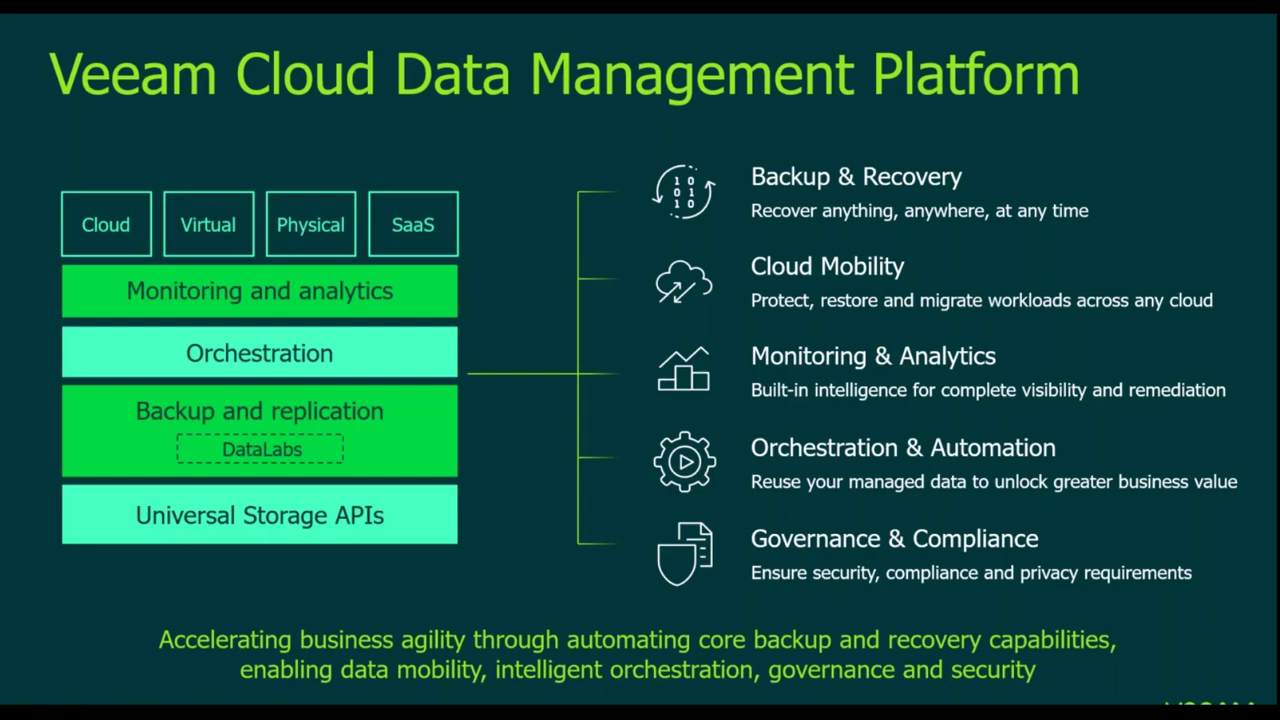 Veeam Cloud Data Management Platform
Cloud
Virtual
Physical
SaaS
Monitoring and analytics
Orchestration
Backup and replication
DataLabs
Universal Storage APIs
Backup & Recovery
Recover anything, anywhere, at any time
Cloud Mobility
Protect, restore and migrate workloads across any cloud
Monitoring & Analytics
Built-in intelligence for complete visibility and remediation
Orchestration & Automation
Reuse your managed data to unlock greater business value
Governance & Compliance
Ensure security, compliance and privacy requirements
Accelerating business agility through automating core backup and recovery capabilities,
enabling data mobility, intelligent orchestration, governance and security